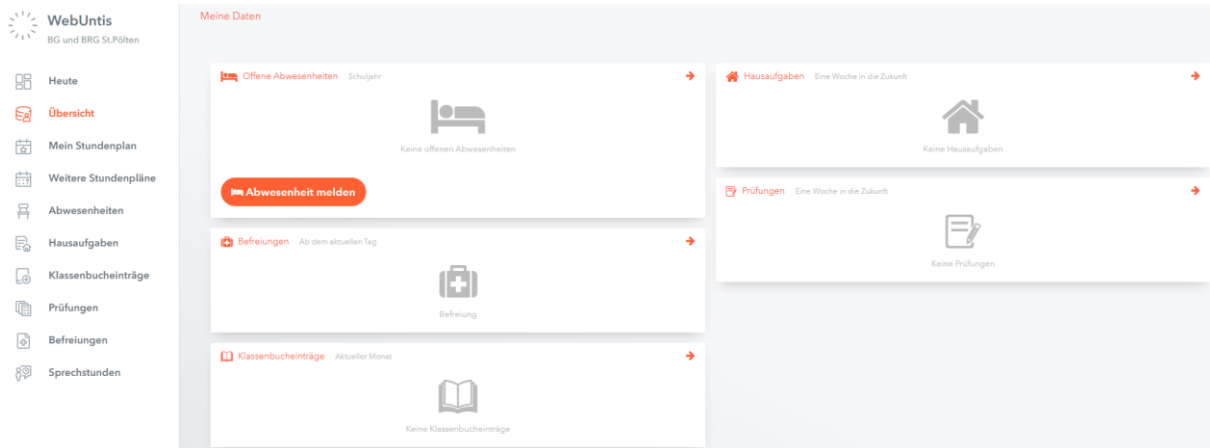 WebUntis
BG und BRG St.Pölten
Heute
Übersicht
Mein Stundenplan
Weitere Stundenpläne
Abwesenheiten
Hausaufgaben
Klassenbucheinträge
Prüfungen
Befreiungen
Sprechstunden
Meine Daten
Offene Abwesenheiten Schuljahr
Keine offenen Abwesenheiten
Abwesenheit melden
Befreiungen Ab dem aktuellen Tag
Befreiung
Klassenbucheinträge Aktueller Monat
Keine Klassenbucheinträge
Hausaufgaben Eine Woche in die Zukunft
Keine Hausaufgaben
Prüfungen Eine Woche in die Zukunft
Keine Prüfungen